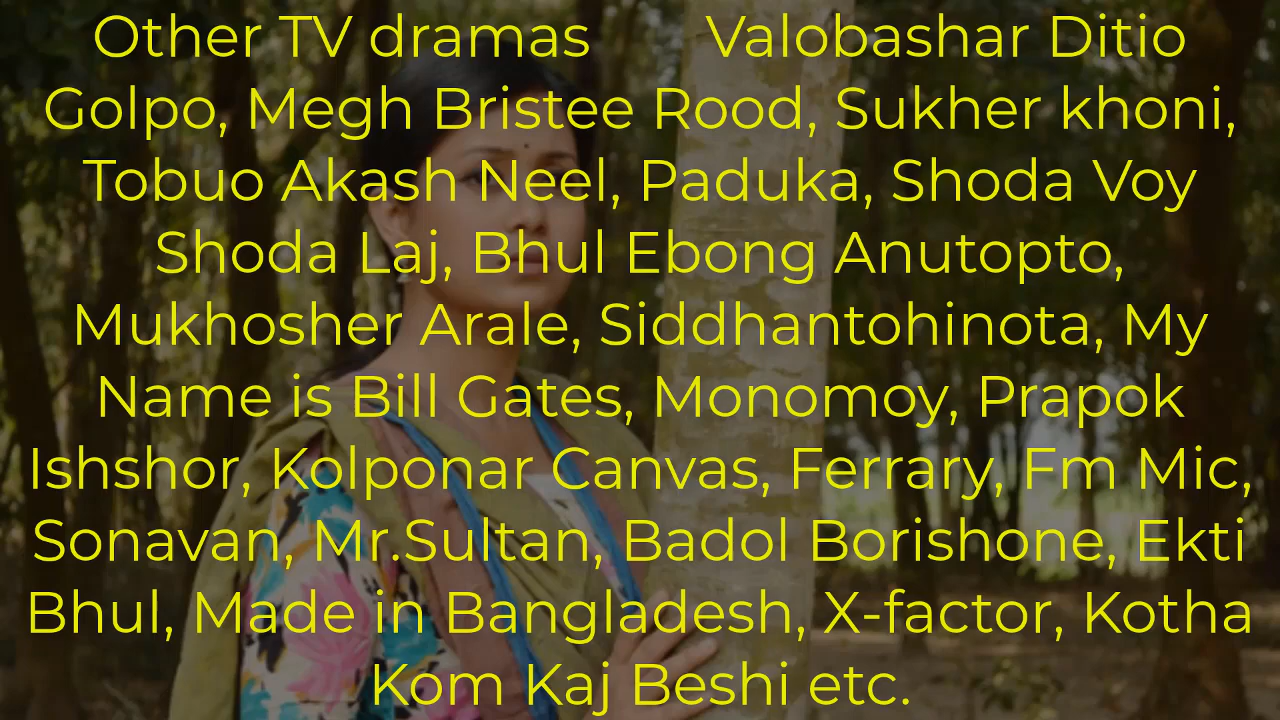 Other TV dramas Valobashar Ditio
Golpo, Megh Bristee Rood, Sukher khoni,
Tobuo Akash Neel, Paduka, Shoda Voy
Shoda Laj, Bhul Ebong Anutopto,
Mukhosher Arale, Siddhantohinota, My
Name is Bill Gates, Monomoy, Prapok
Ishshor, Kolponar Canvas, Ferrary, Fm Mic,
Sonavan, Mr.Sultan, Badol Borishone, Ekti
Bhul, Made in Bangladesh, X-factor, Kotha
Kom Kaj Beshi etc.